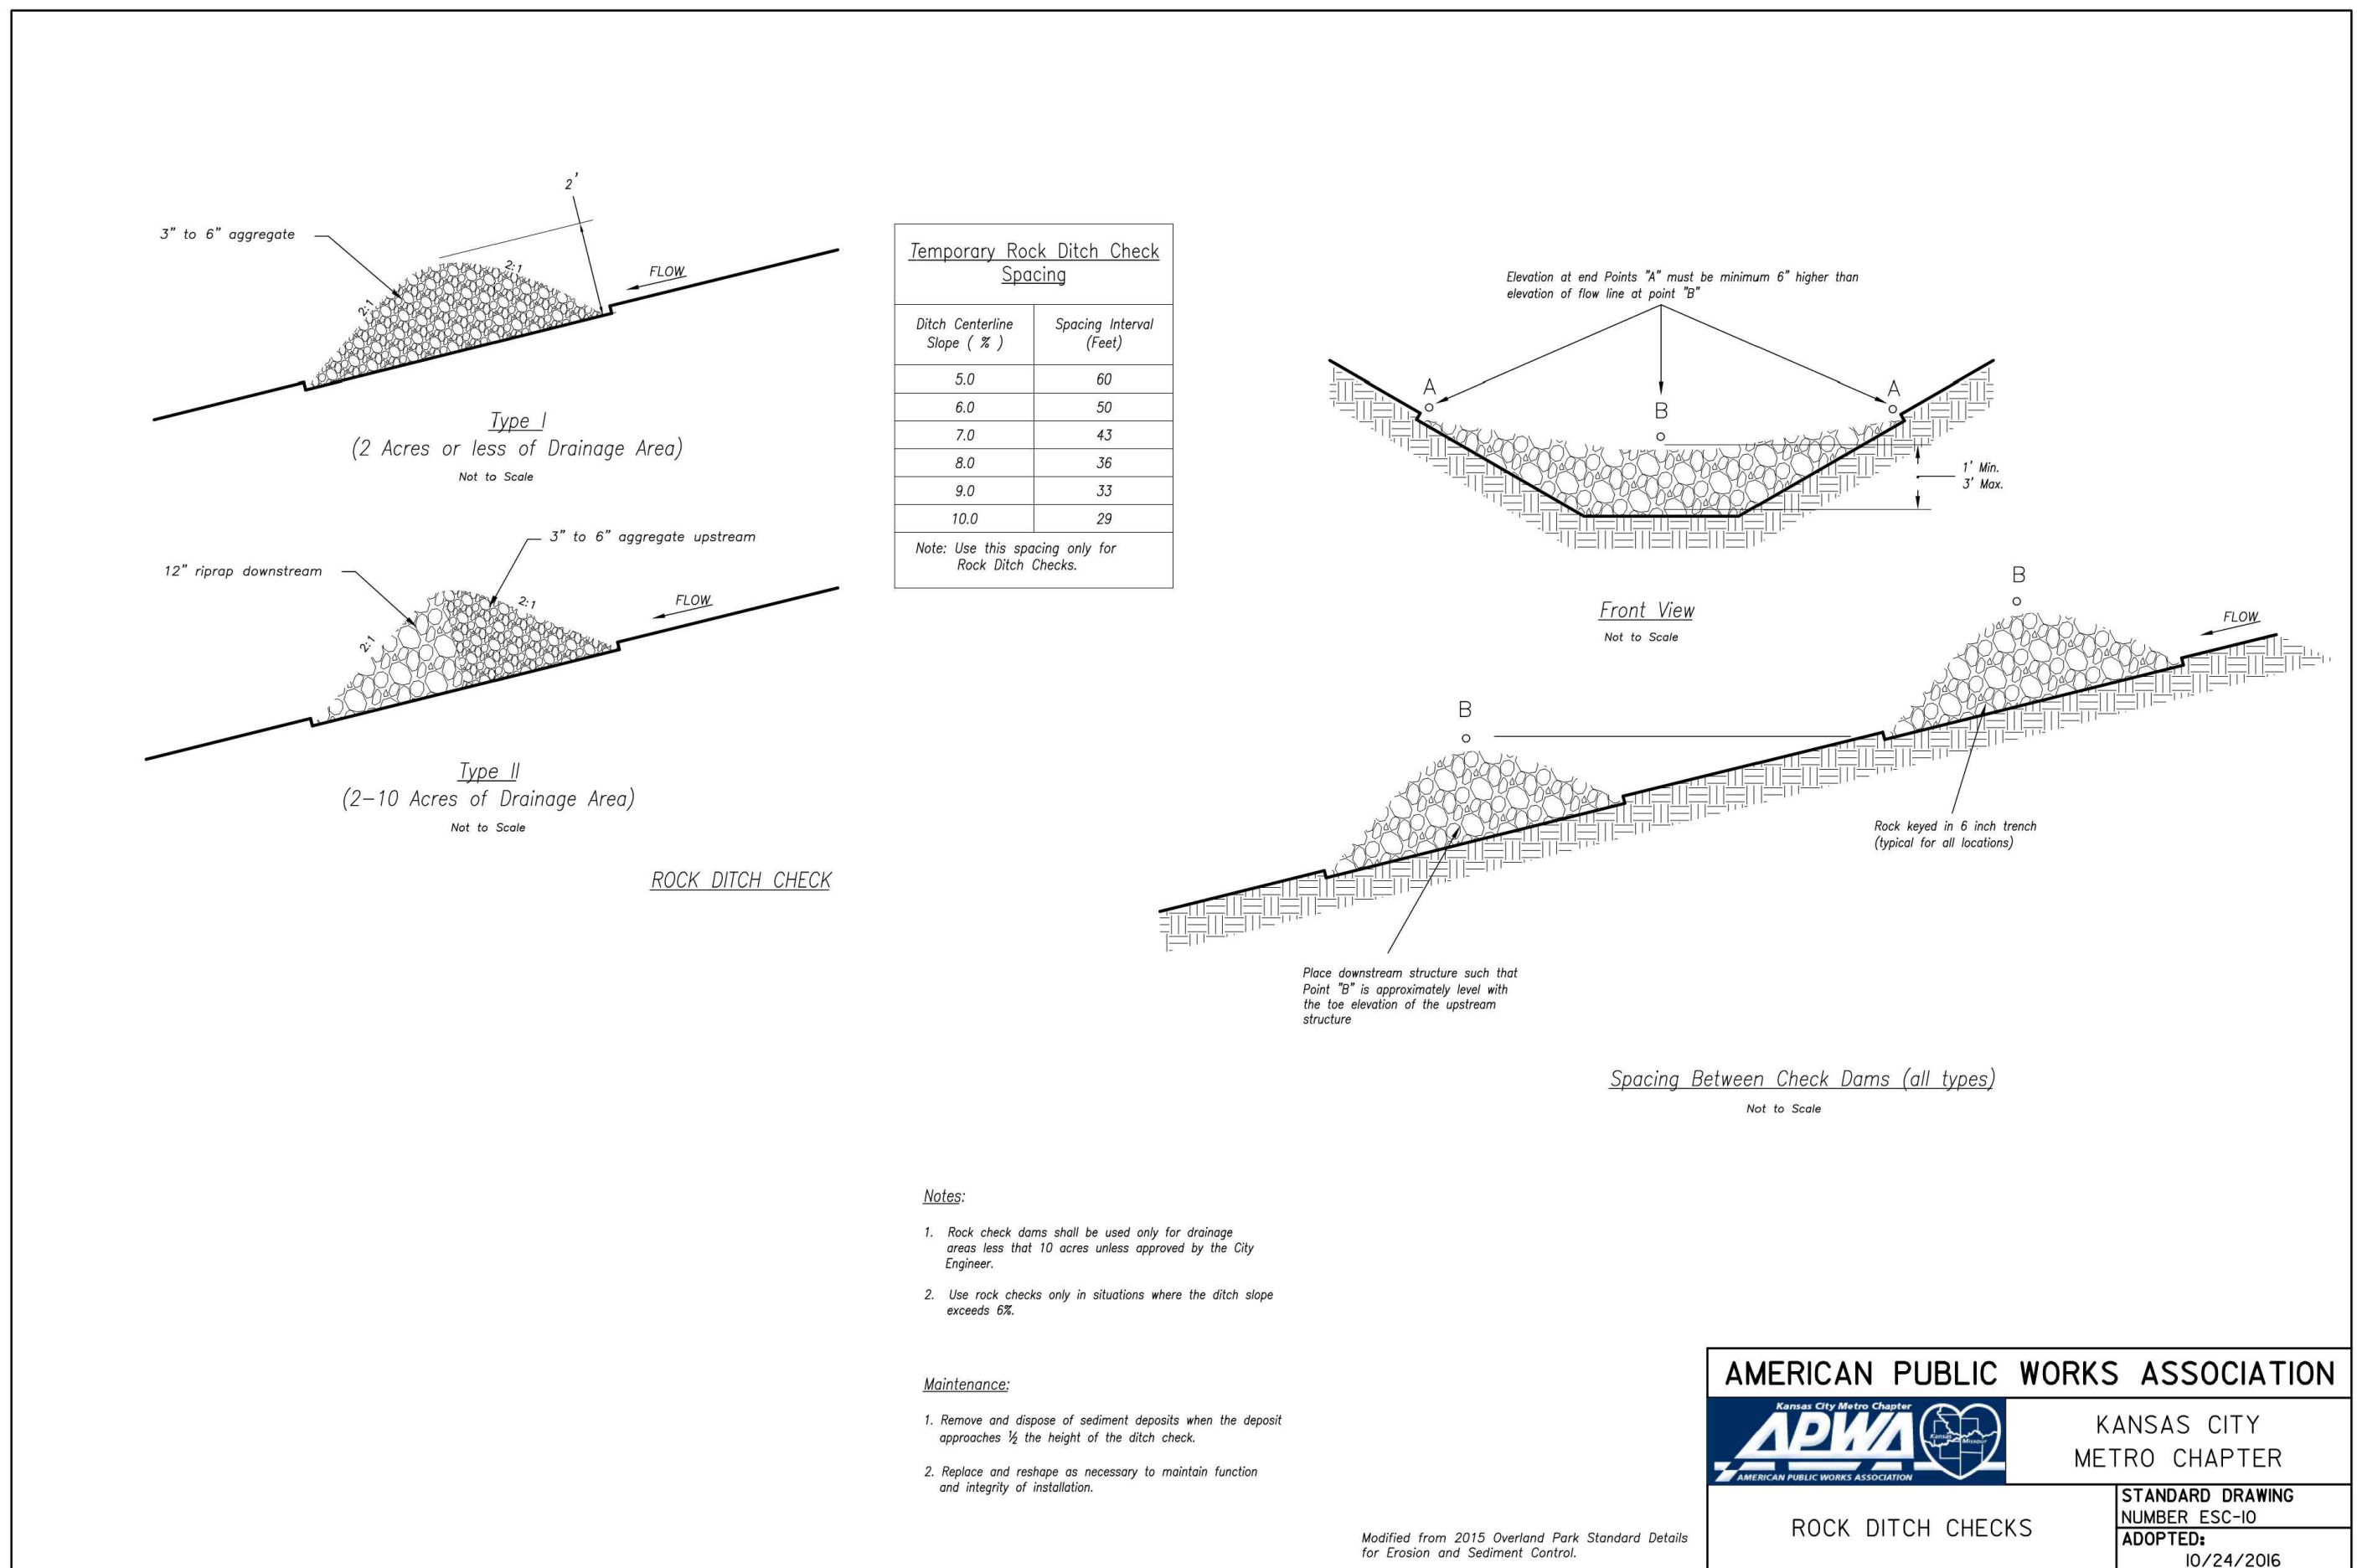 2'
3" to 6" aggregate
2:1
2:1
FLOW
Type I
(2 Acres or less of Drainage Area)
Not to Scale
3" to 6" aggregate upstream
12" riprap downstream
2:1
2:1
FLOW
Type II
(2-10 Acres of Drainage Area)
Not to Scale
ROCK DITCH CHECK
Temporary Rock Ditch Check
Spacing
Ditch Centerline
Slope ( % )
Spacing Interval
(Feet)
5.0 60
6.0 50
7.0 43
8.0 36
9.0 33
10.0 29
Note: Use this spacing only for
Rock Ditch Checks.
Elevation at end Points "A" must be minimum 6" higher than
elevation of flow line at point "B"
A
B
A
1' Min.
3' Max.
Front View
Not to Scale
B
FLOW
B
Rock keyed in 6 inch trench
(typical for all locations)
Place downstream structure such that
Point "B" is approximately level with
the toe elevation of the upstream
structure
Spacing Between Check Dams (all types)
Not to Scale
Notes:
1. Rock check dams shall be used only for drainage
areas less that 10 acres unless approved by the City
Engineer.
2. Use rock checks only in situations where the ditch slope
exceeds 6%.
Maintenance:
1. Remove and dispose of sediment deposits when the deposit
approaches ½ the height of the ditch check.
2. Replace and reshape as necessary to maintain function
and integrity of installation.
Modified from 2015 Overland Park Standard Details
for Erosion and Sediment Control.
AMERICAN PUBLIC WORKS ASSOCIATION
Kansas City Metro Chapter
APWA
Kansas
Missouri
AMERICAN PUBLIC WORKS ASSOCIATION
KANSAS CITY
METRO CHAPTER
ROCK DITCH CHECKS
STANDARD DRAWING
NUMBER ESC-10
ADOPTED:
10/24/2016